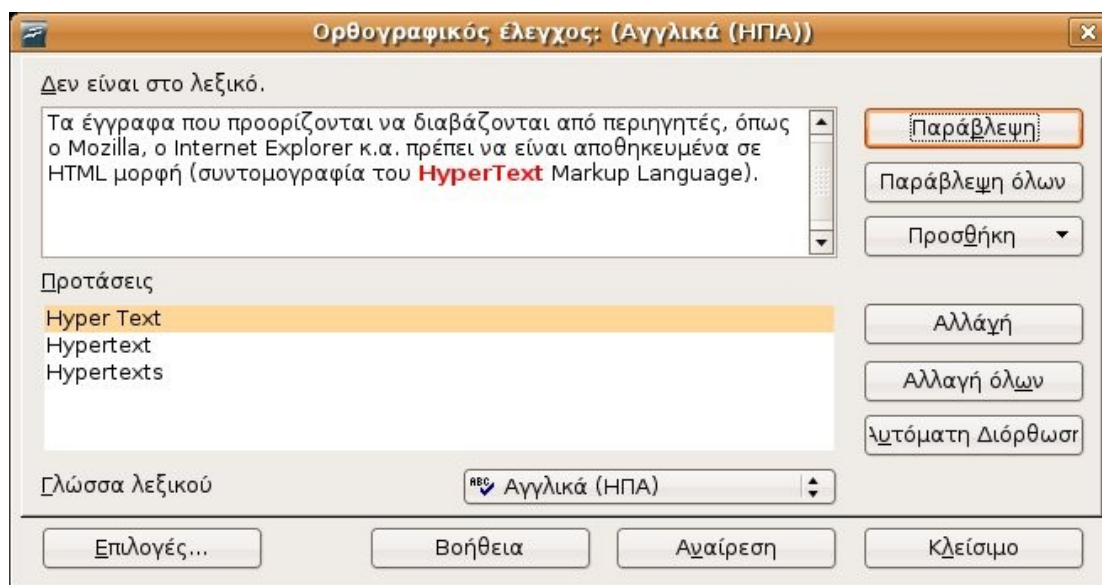 Ορθογραφικός έλεγχος: (Αγγλικά (ΗΠΑ))
Δεν είναι στο λεξικό.
Τα έγγραφα που προορίζονται να διαβάζονται από περιηγητές, όπως
ο Mozilla, ο Internet Explorer κ.α. πρέπει να είναι αποθηκευμένα σε
HTML μορφή (συντομογραφία του HyperText Markup Language).
Παράβλεψη
Παράβλεψη όλων
Προσθήκη
Προτάσεις
Hyper Text
Hypertext
Hypertexts
Αλλάγή
Αλλαγή όλων
Αυτόματη Διόρθωση
Γλώσσα λεξικού
ABC Αγγλικά (ΗΠΑ)
Επιλογές...
Βοήθεια
Αναίρεση
Κλείσιμο